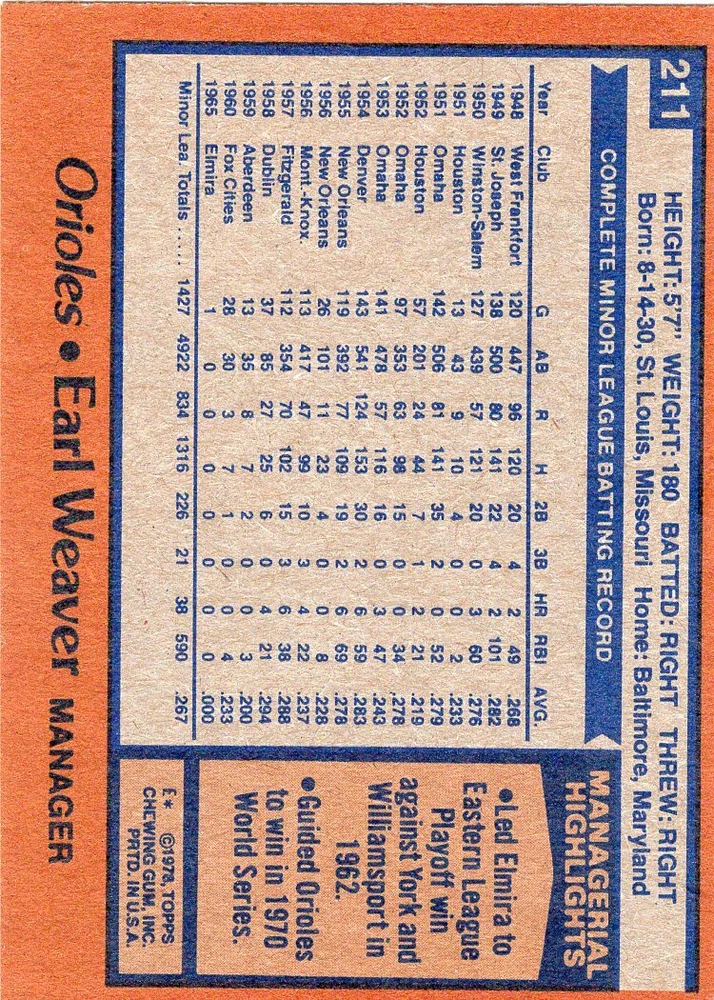 211
HEIGHT: 5'7" WEIGHT: 180 BATTED: RIGHT THREW: RIGHT
Born: 8-14-30, St. Louis, Missouri Home: Baltimore, Maryland
COMPLETE MINOR LEAGUE BATTING RECORD
Year Club G AB R H 2B 3B HR RBI AVG.
1948 West Frankfort 120 447 96 120 20 4 2 49 .268
1949 St. Joseph 138 500 80 141 22 4 2 101 .282
1950 Winston-Salem 127 439 57 121 20 0 3 60 .276
1951 Houston 13 43 9 10 4 0 0 2 .233
1951 Omaha 142 506 81 141 35 2 0 52 .279
1952 Houston 57 201 24 44 7 1 2 21 .219
1952 Omaha 97 353 63 98 15 0 0 34 .278
1953 Omaha 141 478 57 116 16 0 3 47 .243
1954 Denver 143 541 124 153 30 2 6 59 .283
1955 New Orleans 119 392 77 109 19 2 6 69 .278
1956 New Orleans 26 101 11 23 4 0 0 8 .228
1956 Mont.-Knox. 113 417 47 99 10 3 4 22 .237
1957 Fitzgerald 112 354 70 102 15 3 6 38 .288
1958 Dublin 37 85 27 25 6 0 4 21 .294
1959 Aberdeen 13 35 8 7 2 0 0 3 .200
1960 Fox Cities 28 30 3 7 1 0 0 4 .233
1965 Elmira 1 0 0 0 0 0 0 0 .000
Minor Lea. Totals ..... 1427 4922 834 1316 226 21 38 590 .267
MANAGERIAL
HIGHLIGHTS
•Led Elmira to
Eastern League
Playoff win
against York and
Williamsport in
1962.
•Guided Orioles
to win in 1970
World Series.
E* ©1978, TOPPS
CHEWING GUM, INC.
PRTD. IN U.S.A.
Orioles • Earl Weaver MANAGER